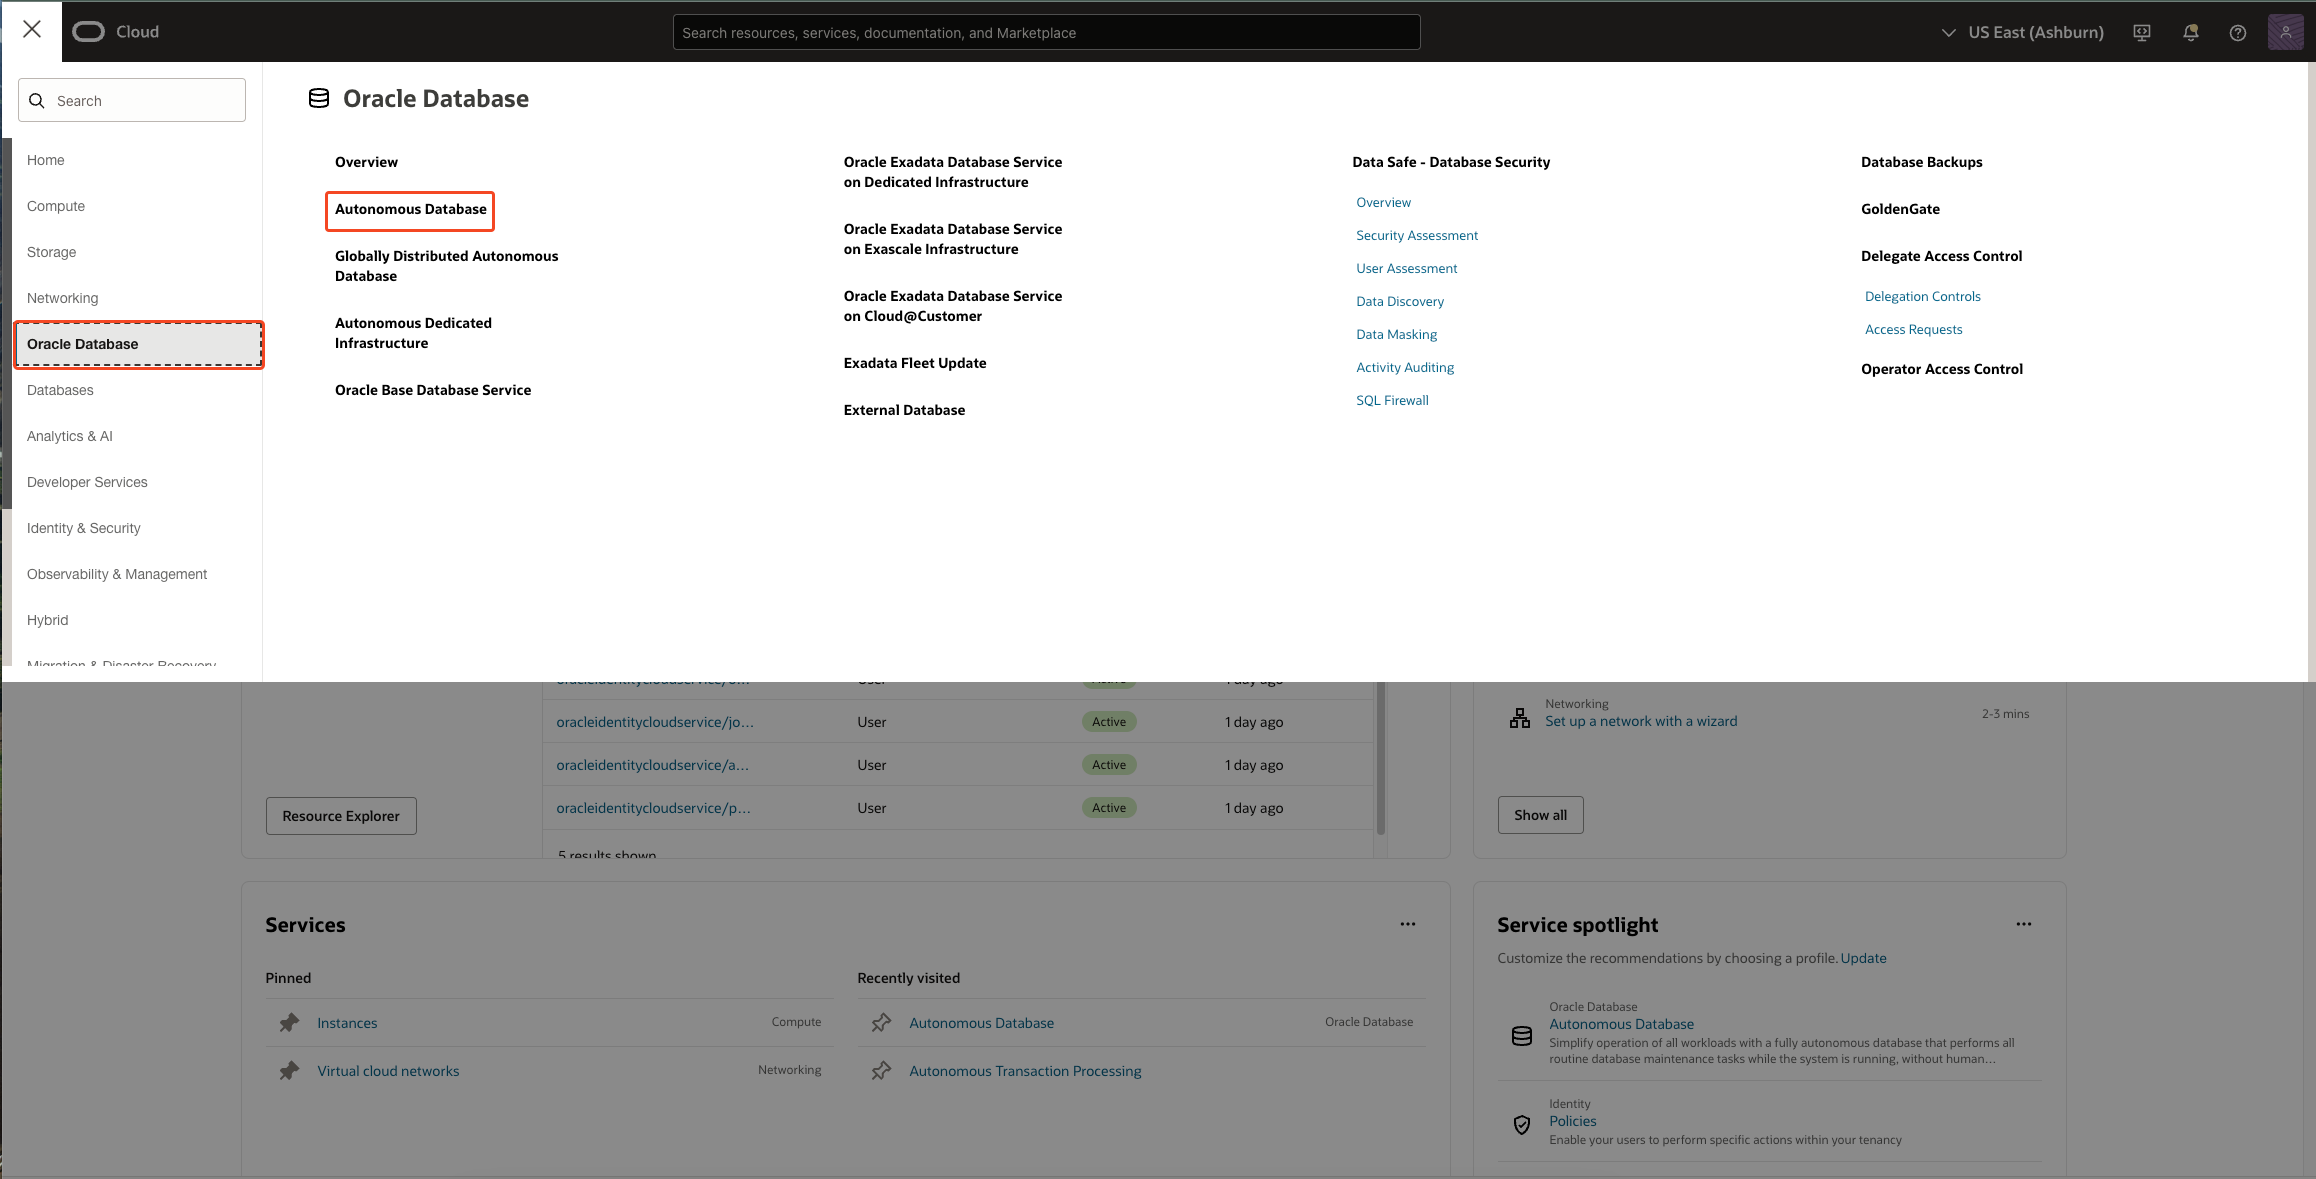 Cloud
Search resources, services, documentation, and Marketplace
US East (Ashburn)
Search
Home
Compute
Storage
Networking
Oracle Database
Databases
Analytics & AI
Developer Services
Identity & Security
Observability & Management
Hybrid
Migration & Disaster Recovery
Oracle Database
Overview
Autonomous Database
Globally Distributed Autonomous
Database
Autonomous Dedicated
Infrastructure
Oracle Base Database Service
Oracle Exadata Database Service
on Dedicated Infrastructure
Oracle Exadata Database Service
on Exascale Infrastructure
Oracle Exadata Database Service
on Cloud@Customer
Exadata Fleet Update
External Database
Data Safe - Database Security
Overview
Security Assessment
User Assessment
Data Discovery
Data Masking
Activity Auditing
SQL Firewall
Database Backups
GoldenGate
Delegate Access Control
Delegation Controls
Access Requests
Operator Access Control
oracleidentitycloudservice/jo... User Active 1 day ago
oracleidentitycloudservice/a... User Active 1 day ago
oracleidentitycloudservice/p... User Active 1 day ago
5 results shown
Resource Explorer
Networking
Set up a network with a wizard
2-3 mins
Show all
Services
Pinned
Instances Compute
Virtual cloud networks Networking
Recently visited
Autonomous Database Oracle Database
Autonomous Transaction Processing
Service spotlight
Customize the recommendations by choosing a profile. Update
Oracle Database
Autonomous Database
Simplify operation of all workloads with a fully autonomous database that performs all
routine database maintenance tasks while the system is running, without human...
Identity
Policies
Enable your users to perform specific actions within your tenancy